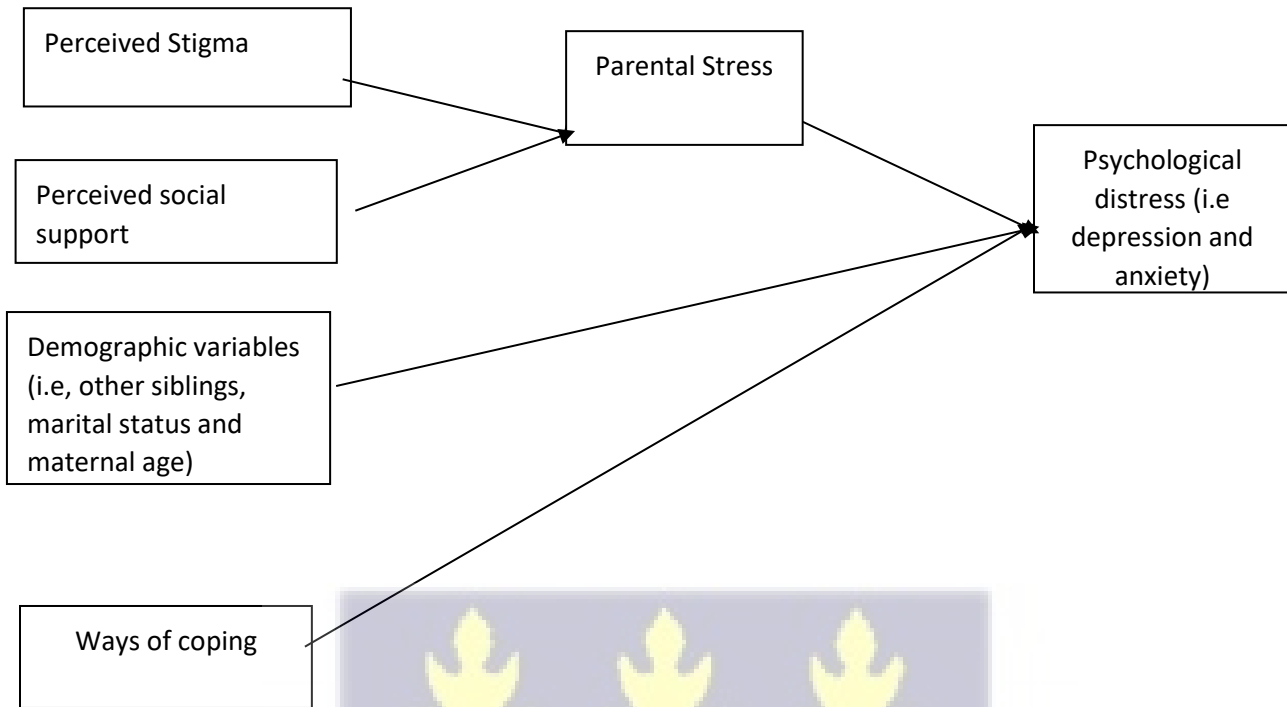 Perceived Stigma
Parental Stress
Perceived social
support
Psychological
distress (i.e
depression and
anxiety)
Demographic variables
(i.e, other siblings,
marital status and
maternal age)
Ways of coping